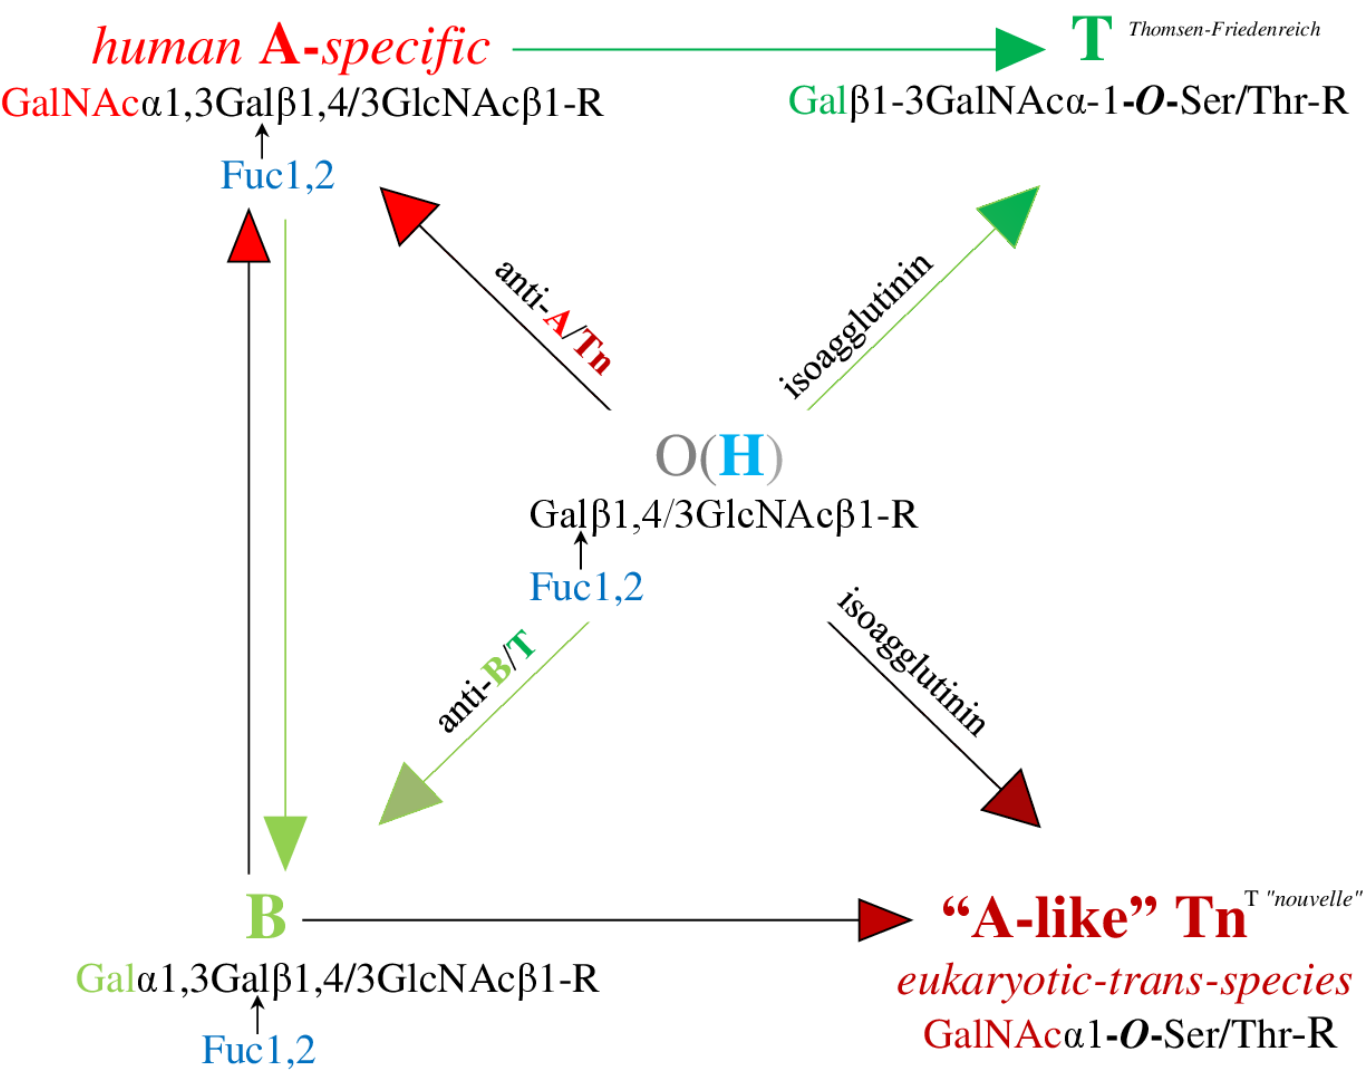 human A-specific
T Thomsen-Friedenreich
GalNAcα1,3Galβ1,4/3GlcNAcβ1-R
Galβ1-3GalNAcα-1-O-Ser/Thr-R
Fuc1,2
anti-A/Tn
isoagglutinin
O(H)
Galβ1,4/3GlcNAcβ1-R
Fuc1,2
anti-B/T
isoagglutinin
B
“A-like” Tn T "nouvelle"
Galα1,3Galβ1,4/3GlcNAcβ1-R
eukaryotic-trans-species
Fuc1,2
GalNAcα1-O-Ser/Thr-R